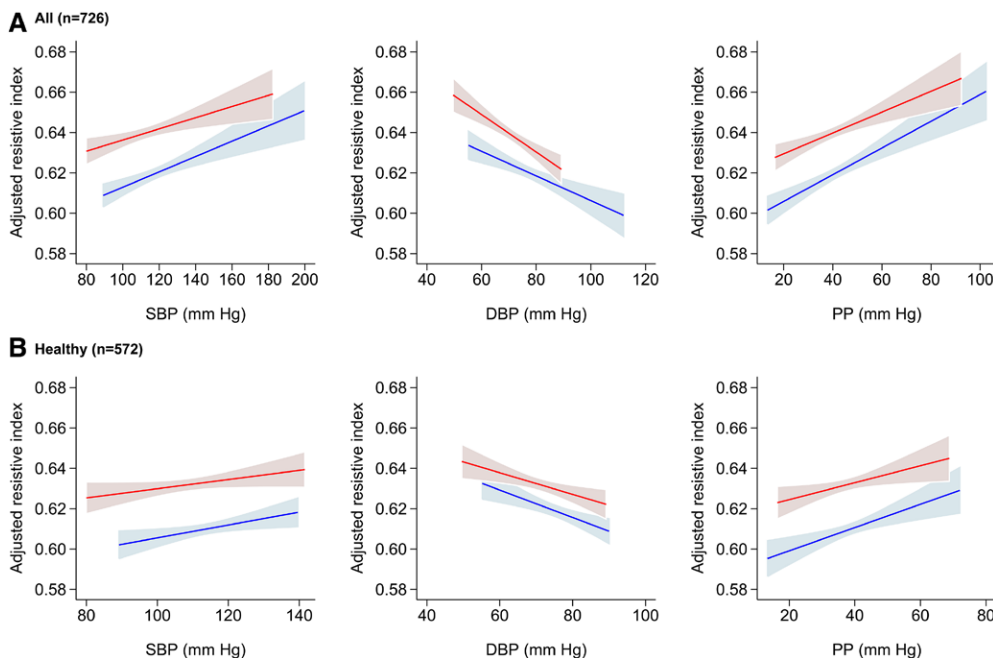 A All (n=726)
Adjusted resistive index
0.68
0.66
0.64
0.62
0.60
0.58
80 100 120 140 160 180 200
SBP (mm Hg)
Adjusted resistive index
0.68
0.66
0.64
0.62
0.60
0.58
40 60 80 100 120
DBP (mm Hg)
Adjusted resistive index
0.68
0.66
0.64
0.62
0.60
0.58
20 40 60 80 100
PP (mm Hg)
B Healthy (n=572)
Adjusted resistive index
0.68
0.66
0.64
0.62
0.60
0.58
80 100 120 140
SBP (mm Hg)
Adjusted resistive index
0.68
0.66
0.64
0.62
0.60
0.58
40 60 80 100
DBP (mm Hg)
Adjusted resistive index
0.68
0.66
0.64
0.62
0.60
0.58
20 40 60 80
PP (mm Hg)